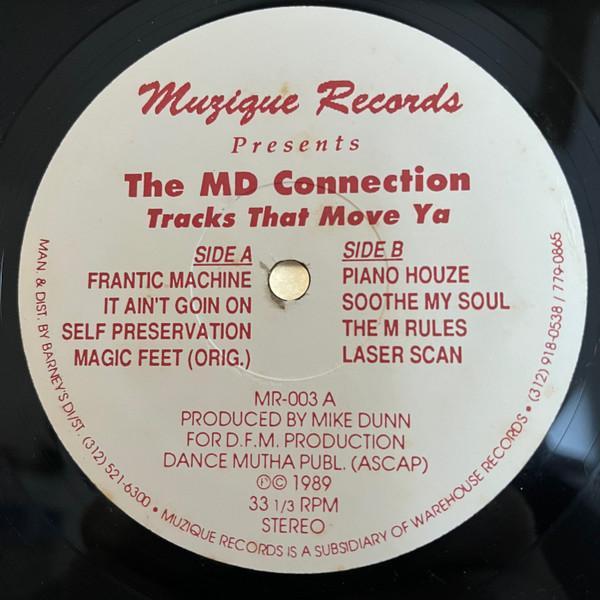 Muzique Records
Presents
The MD Connection
Tracks That Move Ya
SIDE A
FRANTIC MACHINE
IT AIN'T GOIN ON
SELF PRESERVATION
MAGIC FEET (ORIG.)
SIDE B
PIANO HOUZE
SOOTHE MY SOUL
THE M RULES
LASER SCAN
MR-003 A
PRODUCED BY MIKE DUNN
FOR D.F.M. PRODUCTION
DANCE MUTHA PUBL. (ASCAP)
℗© 1989
33 1/3 RPM
STEREO
MAN. & DIST. BY BARNEY'S DI/ST. (312) 521-6300 • MUZIQUE RECORDS IS A SUBSIDIARY OF WAREHOUSE RECORDS • (312) 918-0538 / 779-0865